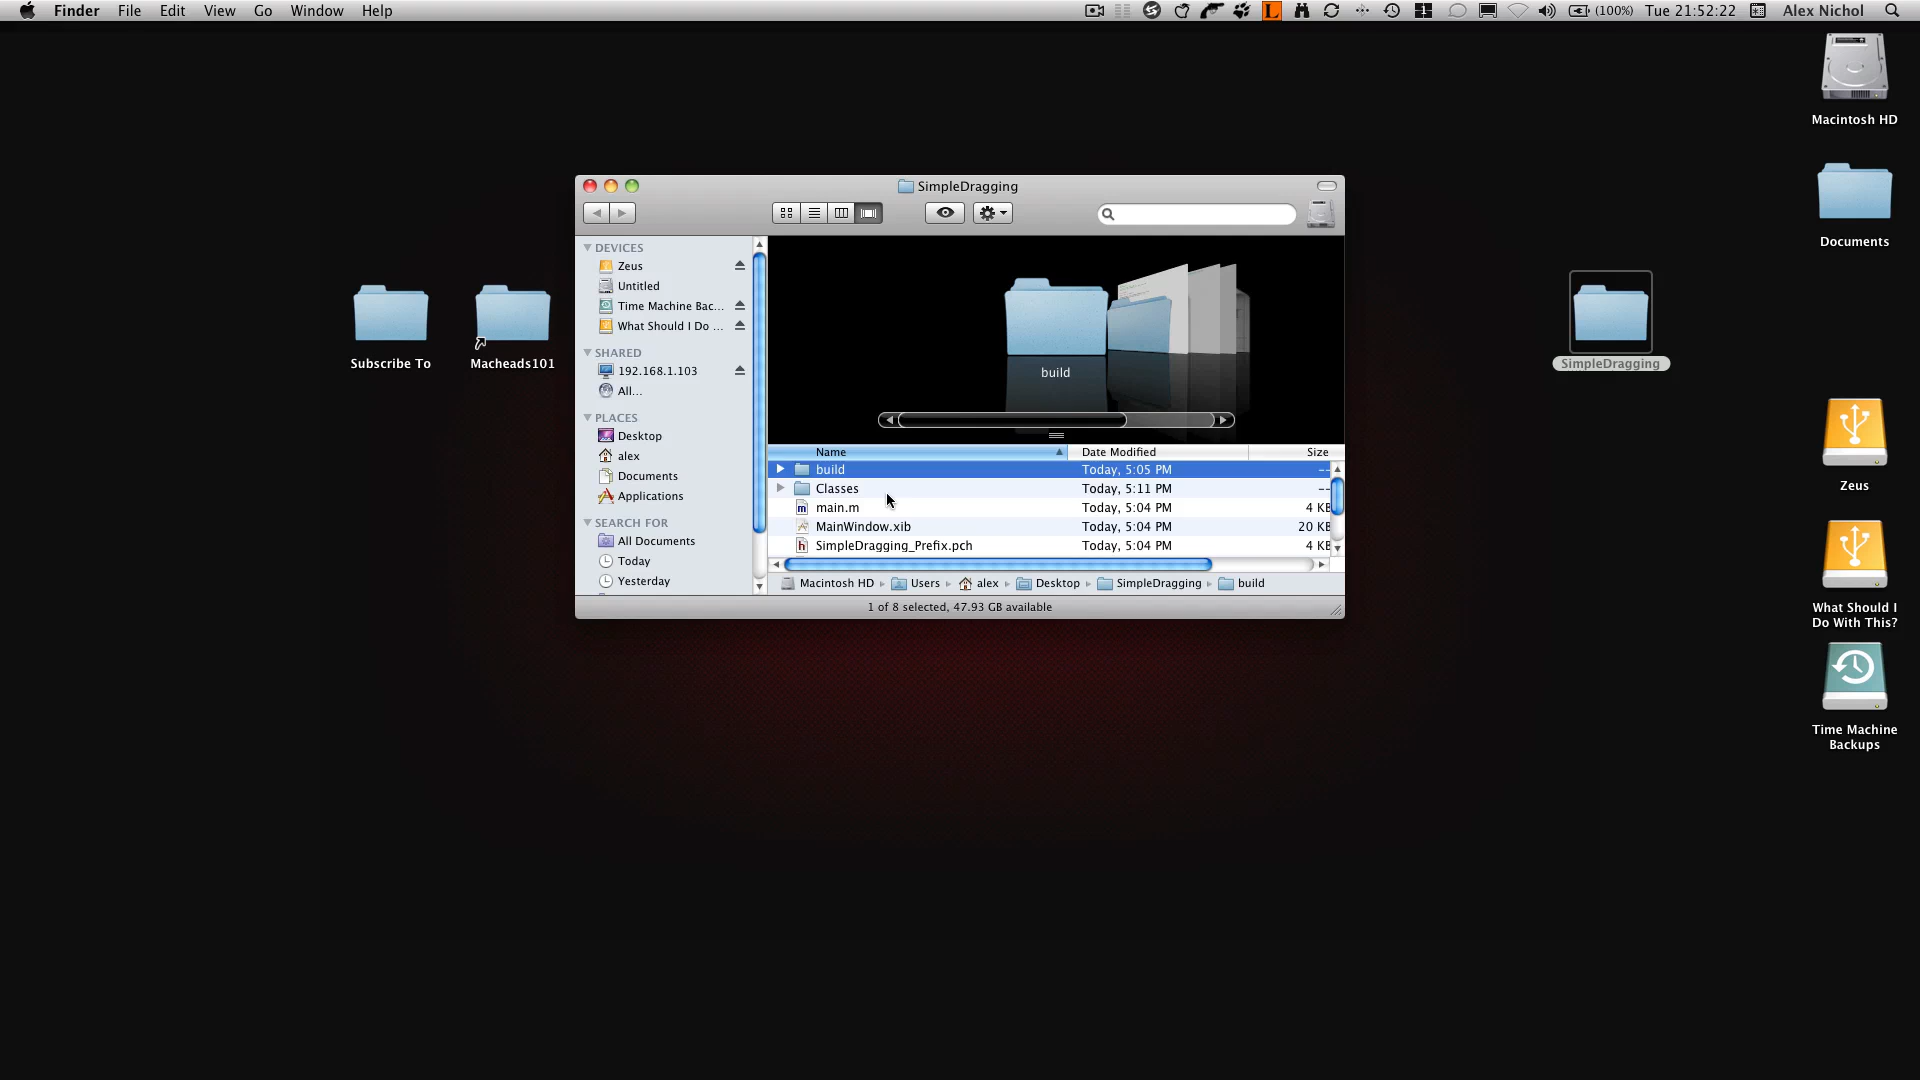 Finder File Edit View Go Window Help
L 1 (100%) Tue 21:52:22 Alex Nichol
Macintosh HD
Documents
Zeus
What Should I
Do With This?
Time Machine
Backups
Subscribe To
Macheads101
SimpleDragging
SimpleDragging
DEVICES
Zeus
Untitled
Time Machine Bac...
What Should I Do ...
SHARED
192.168.1.103
All...
PLACES
Desktop
alex
Documents
Applications
SEARCH FOR
All Documents
Today
Yesterday
build
Name Date Modified Size
build Today, 5:05 PM --
Classes Today, 5:11 PM --
m main.m Today, 5:04 PM 4 KB
MainWindow.xib Today, 5:04 PM 20 KB
h SimpleDragging_Prefix.pch Today, 5:04 PM 4 KB
Macintosh HD Users alex Desktop SimpleDragging build
1 of 8 selected, 47.93 GB available